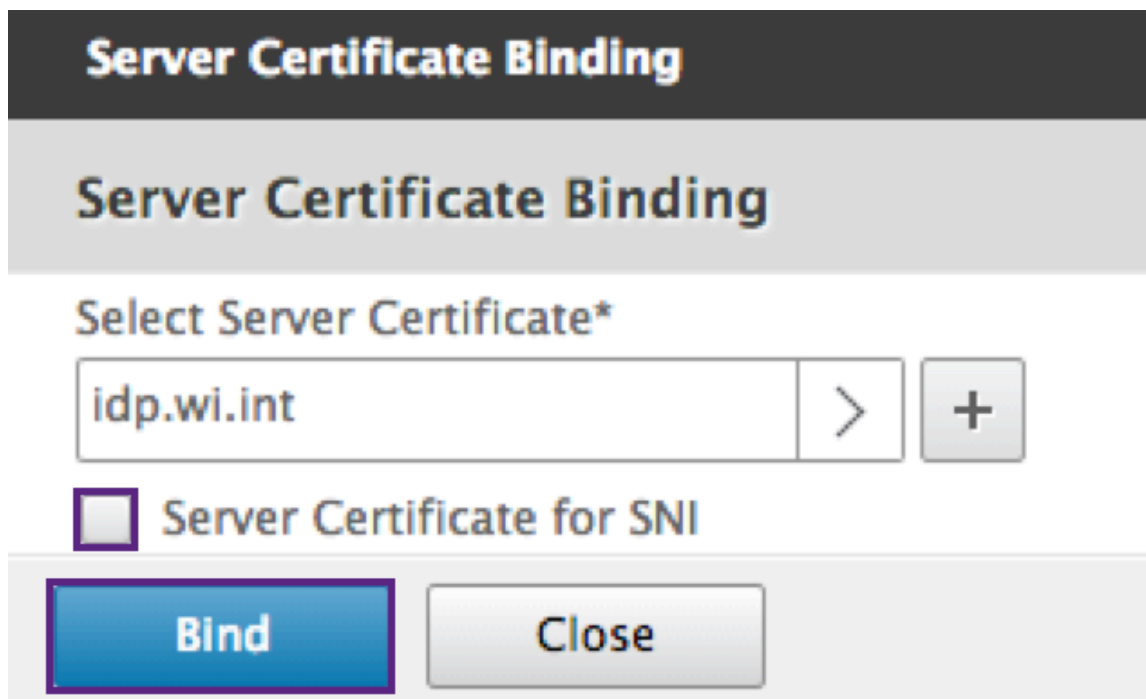 Server Certificate Binding
Server Certificate Binding
Select Server Certificate*
idp.wi.int > +
Server Certificate for SNI
Bind Close